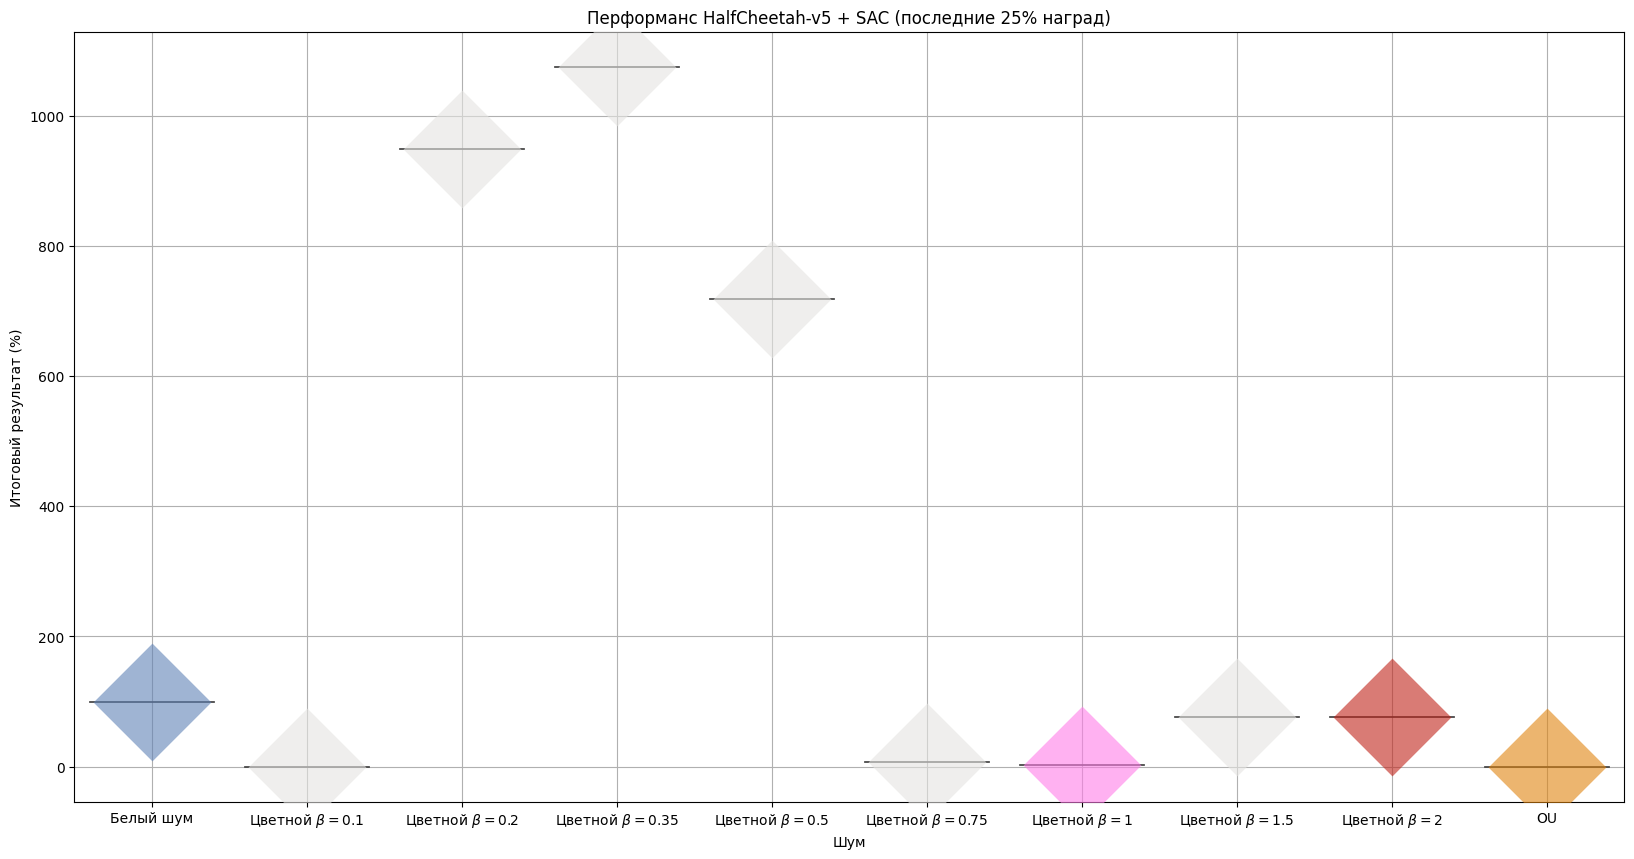 Перформанс HalfCheetah-v5 + SAC (последние 25% наград)
Итоговый результат (%)
1000
800
600
400
200
0
Белый шум
Цветной β = 0.1
Цветной β = 0.2
Цветной β = 0.35
Цветной β = 0.5
Цветной β = 0.75
Цветной β = 1
Цветной β = 1.5
Цветной β = 2
OU
Шум